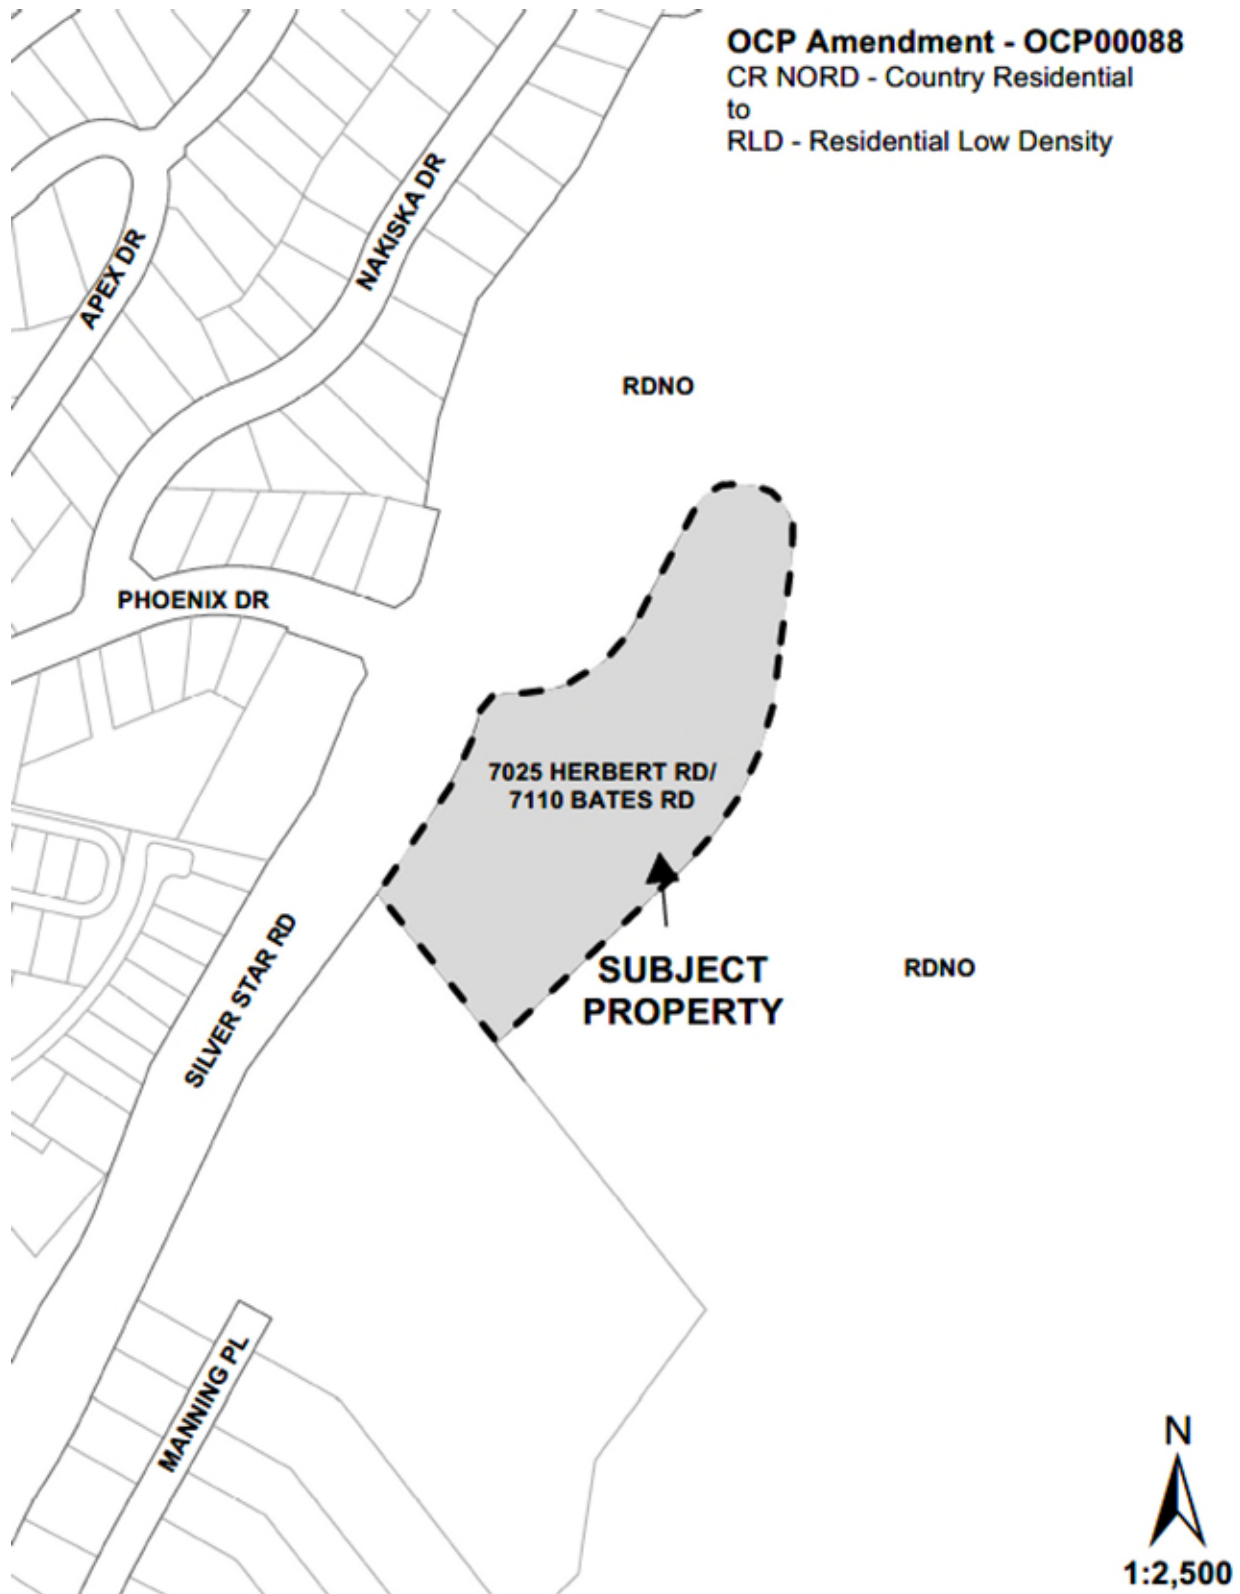 OCP Amendment - OCP00088
CR NORD - Country Residential
to
RLD - Residential Low Density
NAKISKA DR
APEX DR
RDNO
PHOENIX DR
7025 HERBERT RD/
7110 BATES RD
SILVER STAR RD
SUBJECT
PROPERTY
RDNO
MANNING PL
N
1:2,500